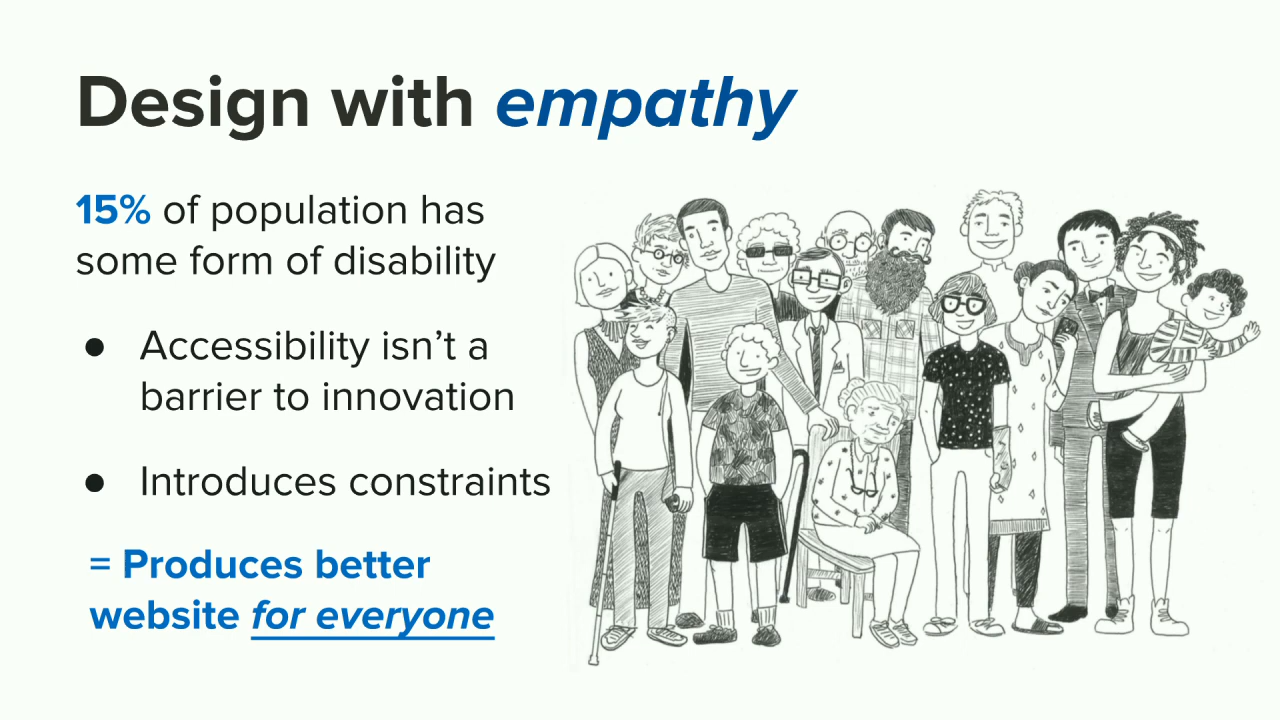 Design with empathy
15% of population has
some form of disability
● Accessibility isn’t a
barrier to innovation
● Introduces constraints
= Produces better
website for everyone